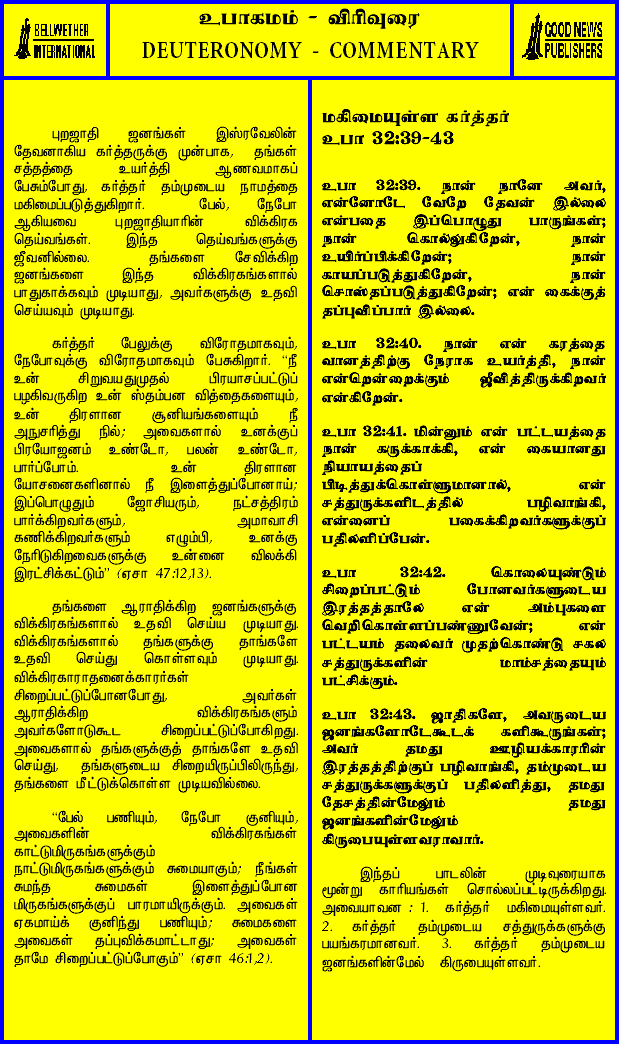 BELLWETHER
INTERNATIONAL
உபாகமம் - விரிவுரை
DEUTERONOMY - COMMENTARY
GOOD NEWS
PUBLISHERS
புறஜாதி ஜனங்கள் இஸ்ரவேலின்
தேவனாகிய கர்த்தருக்கு முன்பாக, தங்கள்
சத்தத்தை உயர்த்தி ஆணவமாகப்
பேசும்போது, கர்த்தர் தம்முடைய நாமத்தை
மகிமைப்படுத்துகிறார். பேல், நேபோ
ஆகியவை புறஜாதியாரின் விக்கிரக
தெய்வங்கள். இந்த தெய்வங்களுக்கு
ஜீவனில்லை. தங்களை சேவிக்கிற
ஜனங்களை இந்த விக்கிரகங்களால்
பாதுகாக்கவும் முடியாது, அவர்களுக்கு உதவி
செய்யவும் முடியாது.
கர்த்தர் பேலுக்கு விரோதமாகவும்,
நேபோவுக்கு விரோதமாகவும் பேசுகிறார். “நீ
உன் சிறுவயதுமுதல் பிரயாசப்பட்டுப்
பழகிவருகிற உன் ஸ்தம்பன வித்தைகளையும்,
உன் திரளான சூனியங்களையும் நீ
அநுசரித்து நில்; அவைகளால் உனக்குப்
பிரயோஜனம் உண்டோ, பலன் உண்டோ,
பார்ப்போம். உன் திரளான
யோசனைகளினால் நீ இளைத்துப்போனாய்;
இப்பொழுதும் ஜோசியரும், நட்சத்திரம்
பார்க்கிறவர்களும், அமாவாசி
கணிக்கிறவர்களும் எழும்பி, உனக்கு
நேரிடுகிறவைகளுக்கு உன்னை விலக்கி
இரட்சிக்கட்டும்” (ஏசா 47:12,13).
தங்களை ஆராதிக்கிற ஜனங்களுக்கு
விக்கிரகங்களால் உதவி செய்ய முடியாது.
விக்கிரகங்களால் தங்களுக்கு தாங்களே
உதவி செய்து கொள்ளவும் முடியாது.
விக்கிரகாராதனைக்காரர்கள்
சிறைப்பட்டுப்போனபோது, அவர்கள்
ஆராதிக்கிற விக்கிரகங்களும்
அவர்களோடுகூட சிறைப்பட்டுப்போகிறது.
அவைகளால் தங்களுக்குத் தாங்களே உதவி
செய்து, தங்களுடைய சிறையிருப்பிலிருந்து,
தங்களை மீட்டுக்கொள்ள முடியவில்லை.
“பேல் பணியும், நேபோ குனியும்,
அவைகளின் விக்கிரகங்கள்
காட்டுமிருகங்களுக்கும்
நாட்டுமிருகங்களுக்கும் சுமையாகும்; நீங்கள்
சுமந்த சுமைகள் இளைத்துப்போன
மிருகங்களுக்குப் பாரமாயிருக்கும். அவைகள்
ஏகமாய்க் குனிந்து பணியும்; சுமைகளை
அவைகள் தப்புவிக்கமாட்டாது; அவைகள்
தாமே சிறைப்பட்டுப்போகும்” (ஏசா 46:1,2).
மகிமையுள்ள கர்த்தர்
உபா 32:39-43
உபா 32:39. நான் நானே அவர்,
என்னோடே வேறே தேவன் இல்லை
என்பதை இப்பொழுது பாருங்கள்;
நான் கொல்லுகிறேன், நான்
உயிர்ப்பிக்கிறேன்; நான்
காயப்படுத்துகிறேன், நான்
சொஸ்தப்படுத்துகிறேன்; என் கைக்குத்
தப்புவிப்பார் இல்லை.
உபா 32:40. நான் என் கரத்தை
வானத்திற்கு நேராக உயர்த்தி, நான்
என்றென்றைக்கும் ஜீவித்திருக்கிறவர்
என்கிறேன்.
உபா 32:41. மின்னும் என் பட்டயத்தை
நான் கருக்காக்கி, என் கையானது
நியாயத்தைப்
பிடித்துக்கொள்ளுமானால், என்
சத்துருக்களிடத்தில் பழிவாங்கி,
என்னைப் பகைக்கிறவர்களுக்குப்
பதிலளிப்பேன்.
உபா 32:42. கொலையுண்டும்
சிறைப்பட்டும் போனவர்களுடைய
இரத்தத்தாலே என் அம்புகளை
வெறிகொள்ளப்பண்ணுவேன்; என்
பட்டயம் தலைவர் முதற்கொண்டு சகல
சத்துருக்களின் மாம்சத்தையும்
பட்சிக்கும்.
உபா 32:43. ஜாதிகளே, அவருடைய
ஜனங்களோடேகூடக் களிகூருங்கள்;
அவர் தமது ஊழியக்காரரின்
இரத்தத்திற்குப் பழிவாங்கி, தம்முடைய
சத்துருக்களுக்குப் பதிலளித்து, தமது
தேசத்தின்மேலும் தமது
ஜனங்களின்மேலும்
கிருபையுள்ளவராவார்.
இந்தப் பாடலின் முடிவுரையாக
மூன்று காரியங்கள் சொல்லப்பட்டிருக்கிறது.
அவையாவன : 1. கர்த்தர் மகிமையுள்ளவர்.
2. கர்த்தர் தம்முடைய சத்துருக்களுக்கு
பயங்கரமானவர். 3. கர்த்தர் தம்முடைய
ஜனங்களின்மேல் கிருபையுள்ளவர்.